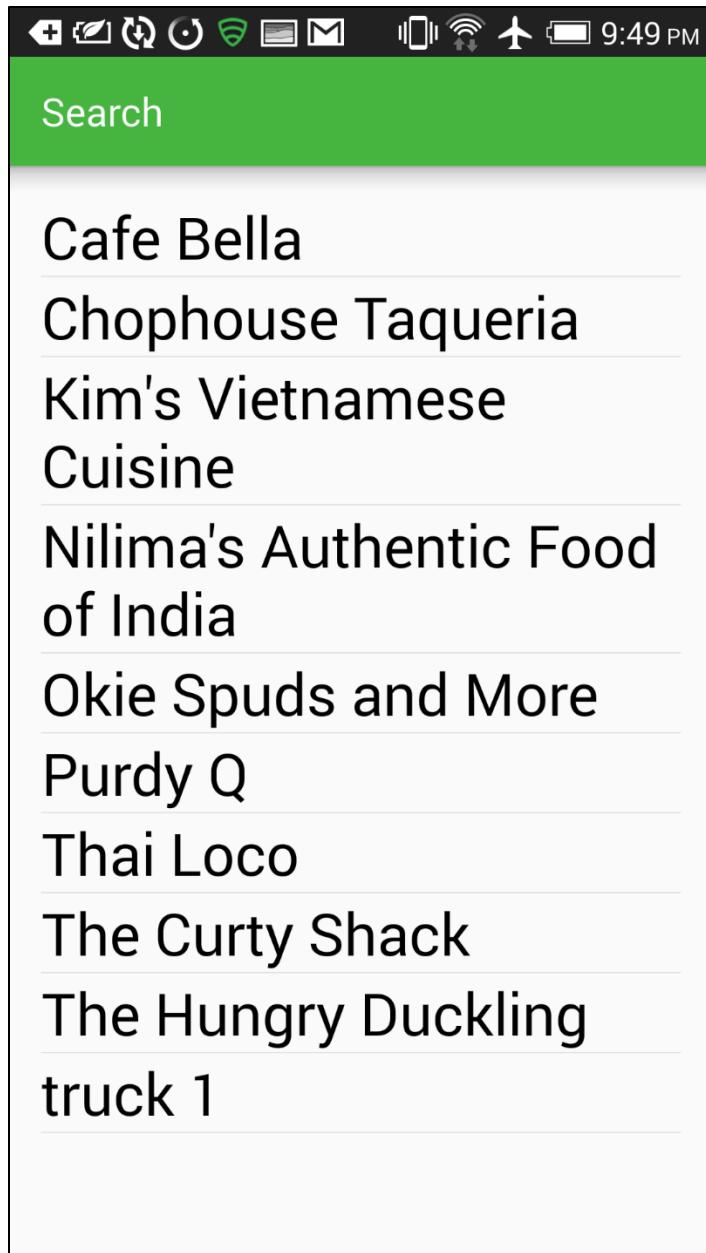 9:49 PM
Search
Cafe Bella
Chophouse Taqueria
Kim's Vietnamese
Cuisine
Nilima's Authentic Food
of India
Okie Spuds and More
Purdy Q
Thai Loco
The Curty Shack
The Hungry Duckling
truck 1